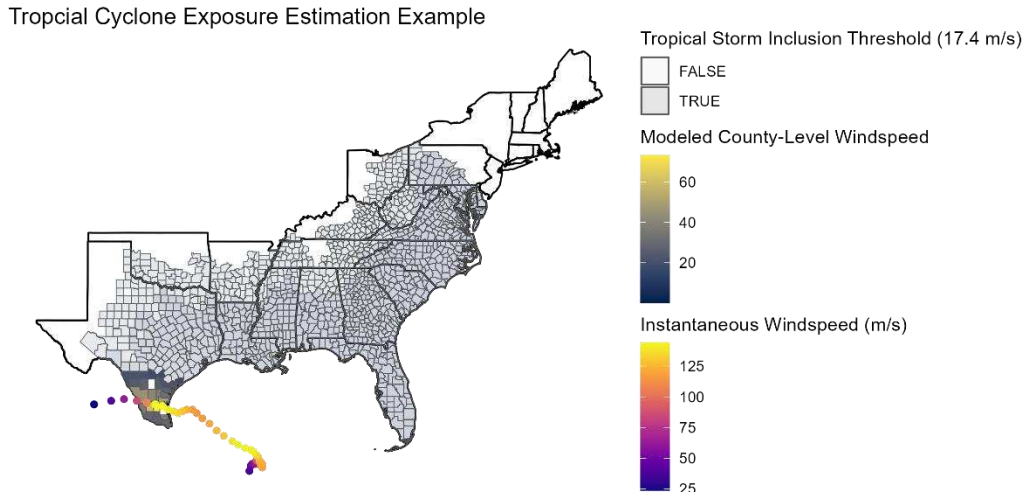 Tropcial Cyclone Exposure Estimation Example
Tropical Storm Inclusion Threshold (17.4 m/s)
FALSE
TRUE
Modeled County-Level Windspeed
60
40
20
Instantaneous Windspeed (m/s)
125
100
75
50
25